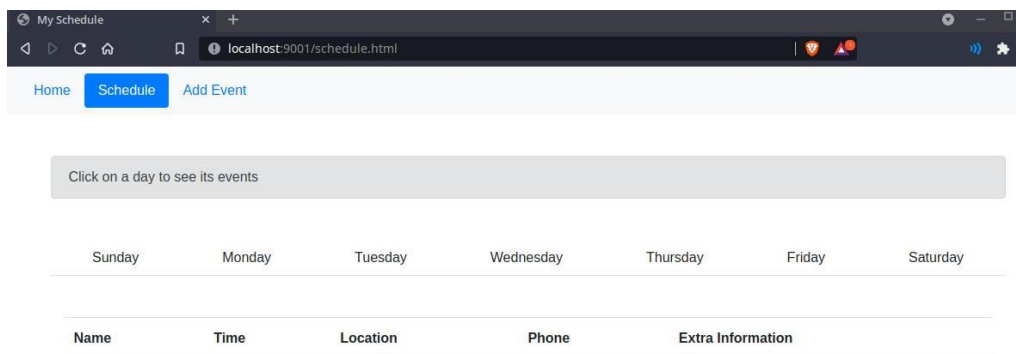 My Schedule
localhost:9001/schedule.html
Home Schedule Add Event
Click on a day to see its events
Sunday Monday Tuesday Wednesday Thursday Friday Saturday
Name Time Location Phone Extra Information